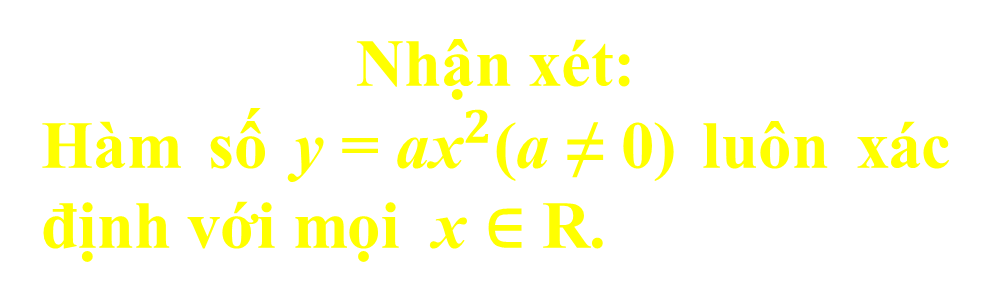 Nhận xét:
Hàm số y = ax²(a ≠ 0) luôn xác
định với mọi x ∈ R.